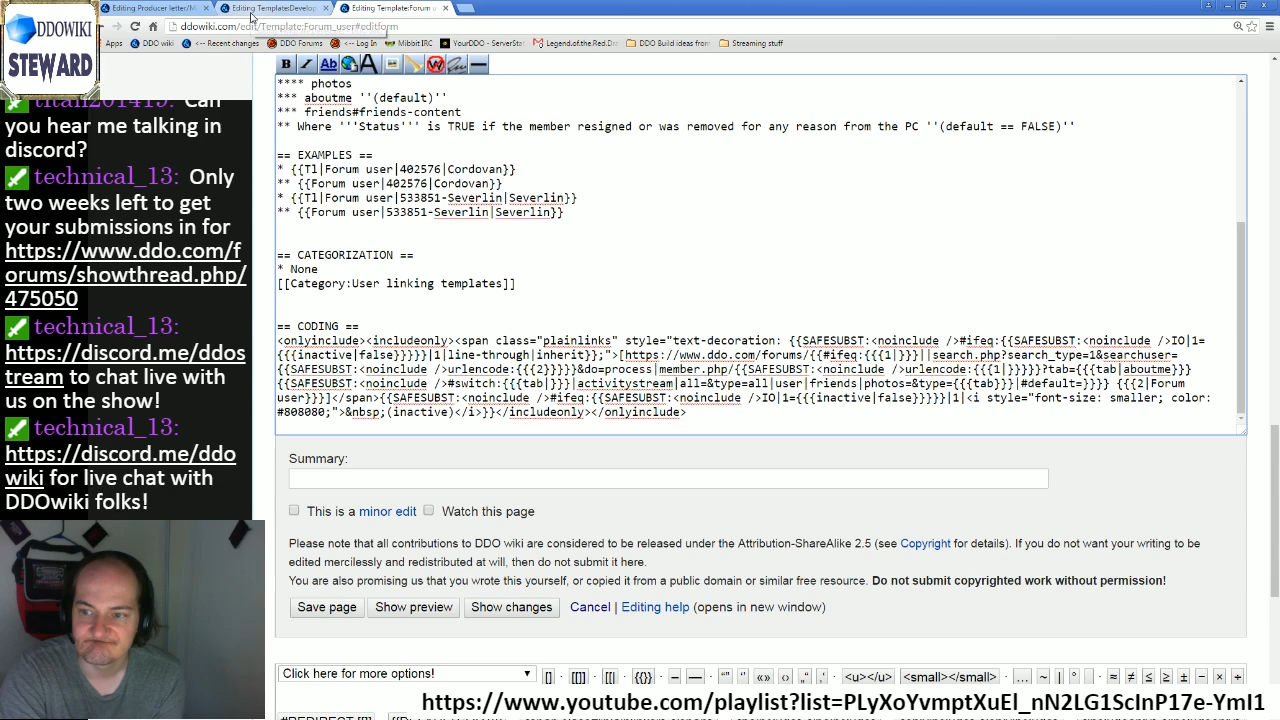 Editing Producer letter/M
Editing Template:Develop
Editing Template:Forum u
ddowiki.com/edit/Template:Forum_user#editform
Apps
DDO wiki
<-- Recent changes
DDO Forums
<-- Log In
Mibbit IRC
YourDDO - ServerSta
Legend.of.the.Red.Dra
DDO Build ideas from
Streaming stuff
DDOWIKI
STEWARD
titan201419: Can
you hear me talking in
discord?
technical_13: Only
two weeks left to get
your submissions in for
https://www.ddo.com/f
orums/showthread.php/
475050
technical_13:
https://discord.me/ddos
tream to chat live with
us on the show!
technical_13:
https://discord.me/ddo
wiki for live chat with
DDOwiki folks!
B I Ab A W
**** photos
*** aboutme ''(default)''
*** friends#friends-content
** Where '''Status''' is TRUE if the member resigned or was removed for any reason from the PC ''(default == FALSE)''
== EXAMPLES ==
* {{Tl|Forum user|402576|Cordovan}}
** {{Forum user|402576|Cordovan}}
* {{Tl|Forum user|533851-Severlin|Severlin}}
** {{Forum user|533851-Severlin|Severlin}}
== CATEGORIZATION ==
* None
[[Category:User linking templates]]
== CODING ==
<onlyinclude><includeonly><span class="plainlinks" style="text-decoration: {{SAFESUBST:<noinclude />#ifeq:{{SAFESUBST:<noinclude />IO|1=
{{{inactive|false}}}}}|1|line-through|inherit}};">[https://www.ddo.com/forums/{{#ifeq:{{{1|}}}||search.php?search_type=1&searchuser=
{{SAFESUBST:<noinclude />urlencode:{{{2}}}}}&do=process|member.php/{{SAFESUBST:<noinclude />urlencode:{{{1|}}}}}?tab={{{tab|aboutme}}}
{{SAFESUBST:<noinclude />#switch:{{{tab|}}}|activitystream|all=&type=all|user|friends|photos=&type={{{tab}}}|#default=}}}} {{{2|Forum
user}}}]</span>{{SAFESUBST:<noinclude />#ifeq:{{SAFESUBST:<noinclude />IO|1={{{inactive|false}}}}}|1|<i style="font-size: smaller; color:
#808080;">&nbsp;(inactive)</i>}}</includeonly></onlyinclude>
Summary:
This is a minor edit Watch this page
Please note that all contributions to DDO wiki are considered to be released under the Attribution-ShareAlike 2.5 (see Copyright for details). If you do not want your writing to be
edited mercilessly and redistributed at will, then do not submit it here.
You are also promising us that you wrote this yourself, or copied it from a public domain or similar free resource. Do not submit copyrighted work without permission!
Save page Show preview Show changes Cancel | Editing help (opens in new window)
Click here for more options!
[] · [[]] · [[ · {{}} · – · — · “” · ‘’ · «» · ‹› · „“ · ‚‘ · <u></u> · <small></small> · … · ~ · | · ° · · ≈ · ≠ · ≤ · ≥ · ± · − · × · ÷
https://www.youtube.com/playlist?list=PLyXoYvmptXuEl_nN2LG1ScInP17e-YmI1